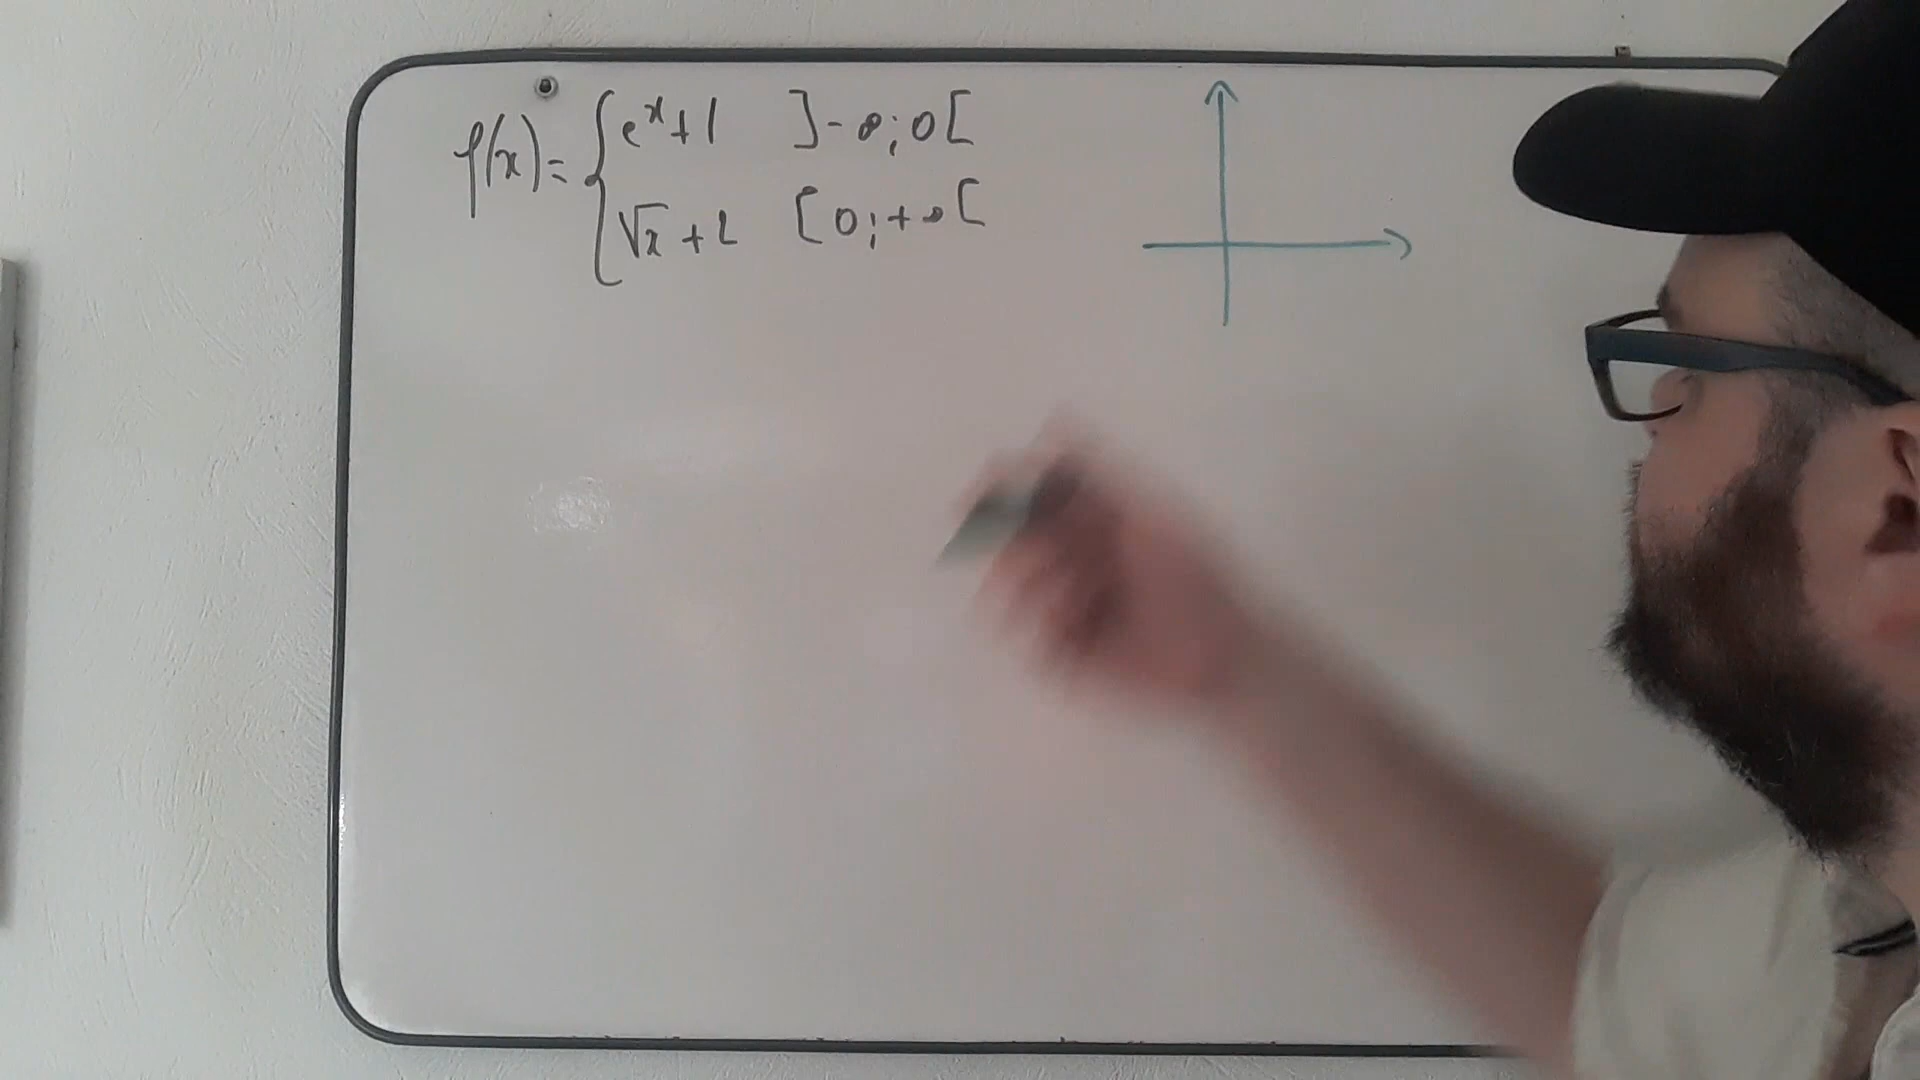 f(x) = { e^x + 1 ]-∞; 0[
√x + 2 [0; +∞[